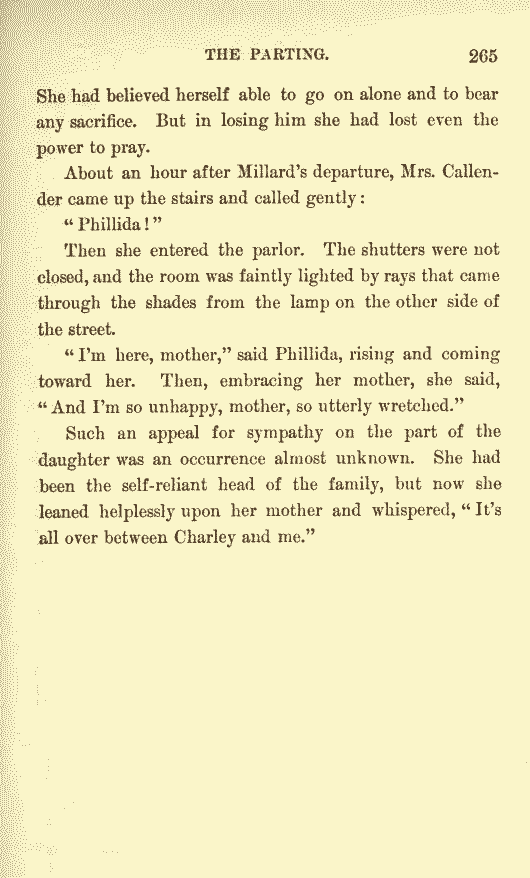 THE PARTING. 265
She had believed herself able to go on alone and to bear
any sacrifice. But in losing him she had lost even the
power to pray.
About an hour after Millard's departure, Mrs. Callen-
der came up the stairs and called gently:
“Phillida!”
Then she entered the parlor. The shutters were not
closed, and the room was faintly lighted by rays that came
through the shades from the lamp on the other side of
the street.
“I'm here, mother,” said Phillida, rising and coming
toward her. Then, embracing her mother, she said,
“And I'm so unhappy, mother, so utterly wretched.”
Such an appeal for sympathy on the part of the
daughter was an occurrence almost unknown. She had
been the self-reliant head of the family, but now she
leaned helplessly upon her mother and whispered, “It's
all over between Charley and me.”